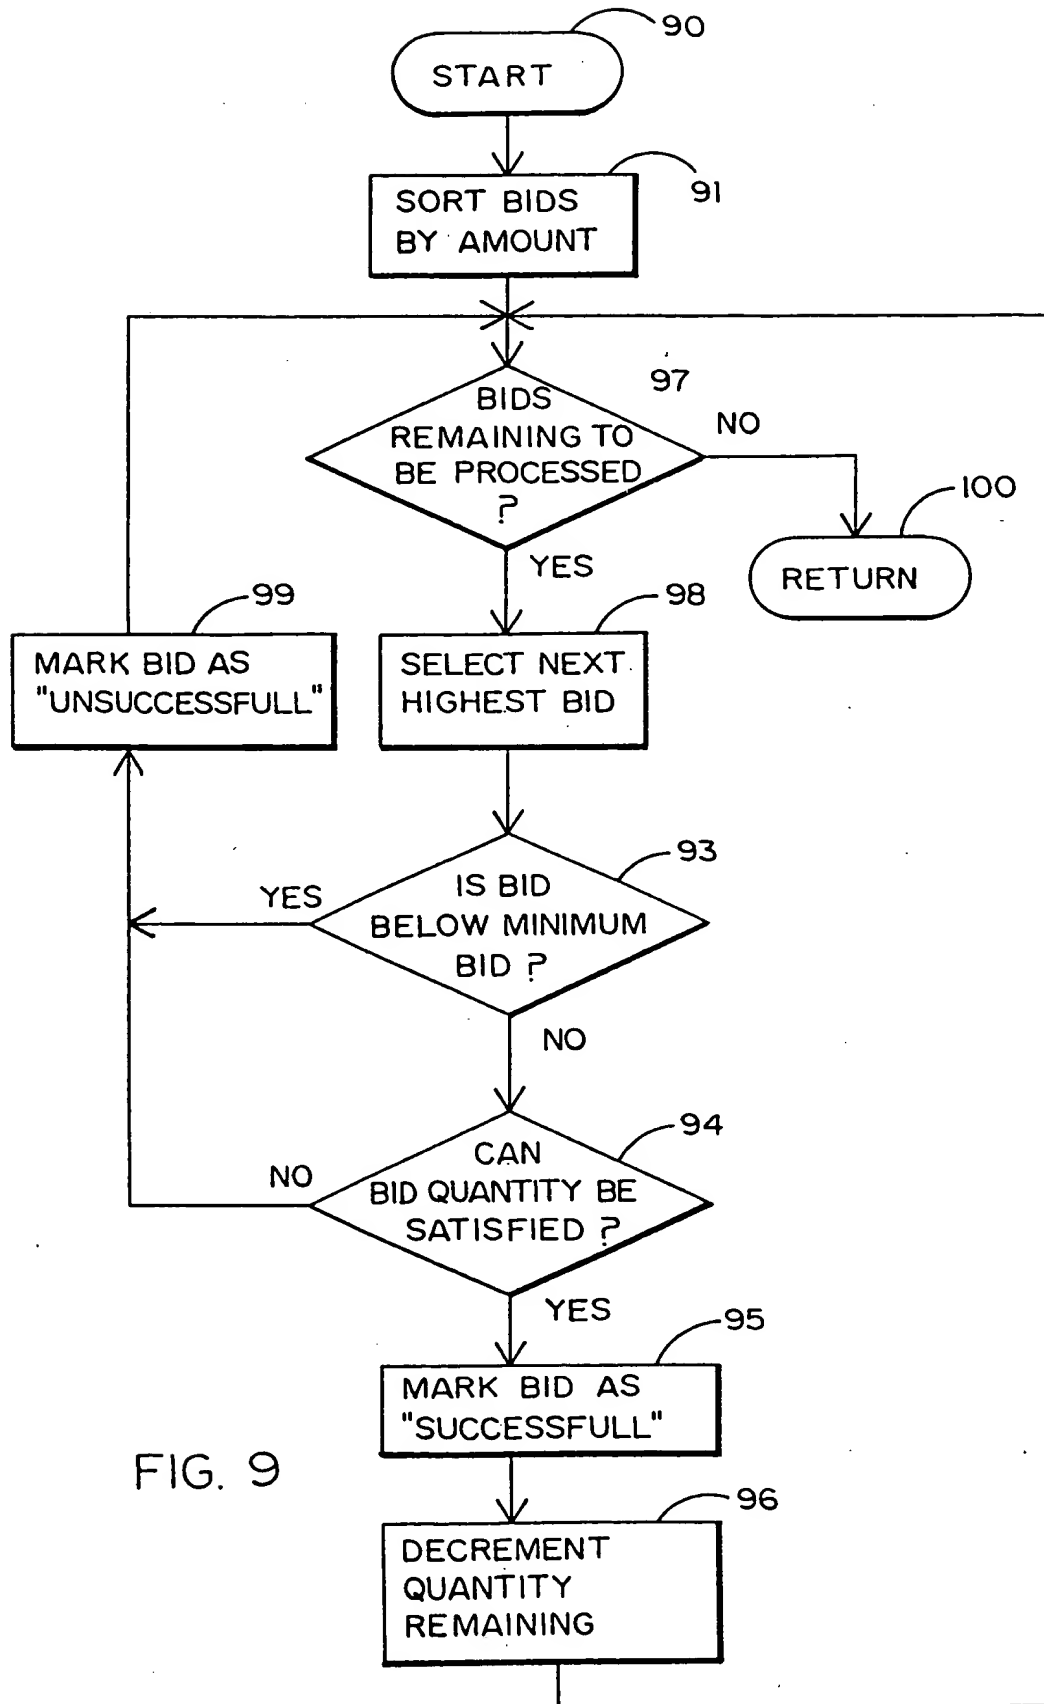 90
START
91
SORT BIDS
BY AMOUNT
97
BIDS
REMAINING TO
BE PROCESSED
?
NO
100
RETURN
YES
99
MARK BID AS
"UNSUCCESSFULL"
98
SELECT NEXT
HIGHEST BID
93
YES
IS BID
BELOW MINIMUM
BID ?
NO
94
NO
CAN
BID QUANTITY BE
SATISFIED ?
YES
95
MARK BID AS
"SUCCESSFULL"
FIG. 9
96
DECREMENT
QUANTITY
REMAINING